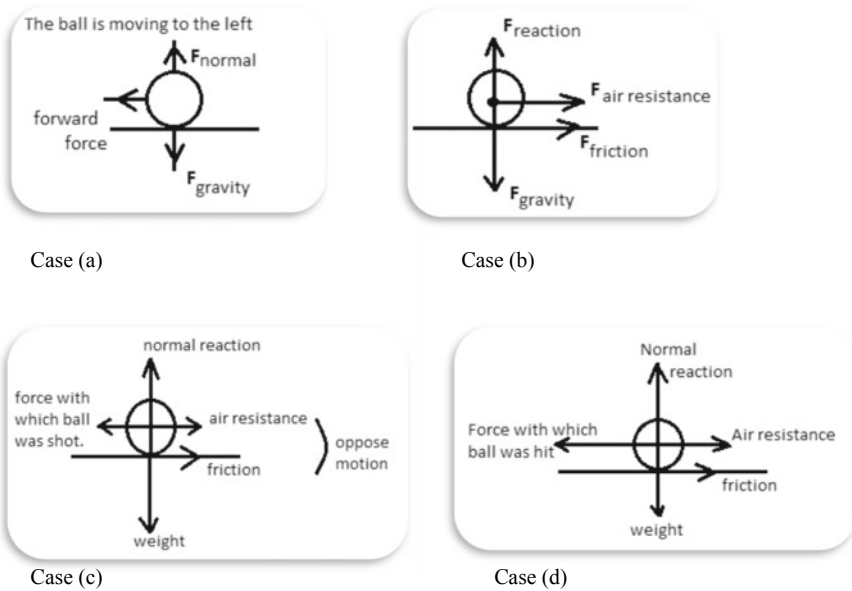 The ball is moving to the left
Fnormal
forward
force
Fgravity
Case (a)
Freaction
Fair resistance
Ffriction
Fgravity
Case (b)
normal reaction
force with
which ball
was shot.
air resistance
oppose
motion
friction
weight
Case (c)
Normal
reaction
Force with which
ball was hit
Air resistance
friction
weight
Case (d)